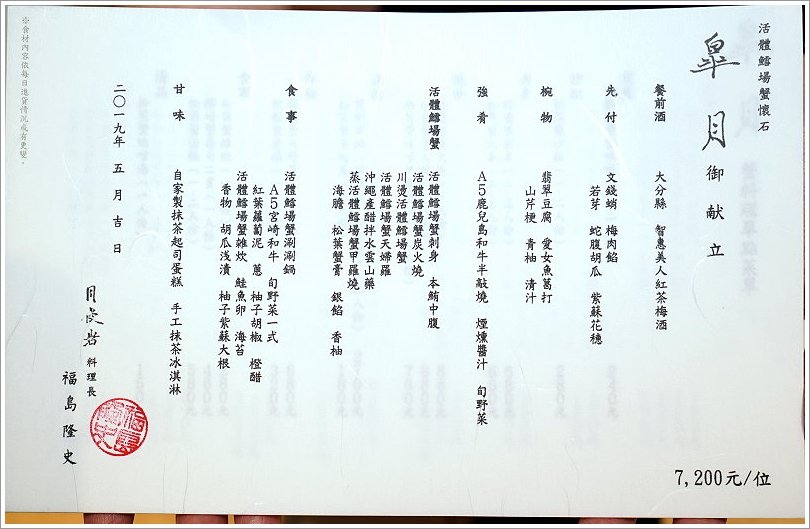 活體鱈場蟹懷石
皐月御献立
餐前酒 大分縣 智惠美人紅茶梅酒
先付 文錢蛸 梅肉餡
若芽 蛇腹胡瓜 紫蘇花穗
椀物 翡翠豆腐 愛女魚葛打
山芹梗 青柚 清汁
強肴 A5鹿兒島和牛半敲燒 煙燻醬汁 旬野菜
活體鱈場蟹 活體鱈場蟹刺身 本鮪中腹
活體鱈場蟹炭火燒
川燙活體鱈場蟹
活體鱈場蟹天婦羅
沖繩產醋拌水雲山藥
蒸活體鱈場蟹甲羅燒
海膽 松葉蟹膏 銀餡 香柚
食事 活體鱈場蟹涮涮鍋
A5宮崎和牛 旬野菜一式
紅葉蘿蔔泥 蔥 柚子胡椒 橙醋
活體鱈場蟹雜炊 鮭魚卵 海苔
香物 胡瓜浅漬 柚子紫蘇大根
甘味 自家製抹茶起司蛋糕 手工抹茶冰淇淋
二〇一九年 五月吉日
料理長
福島隆史
※食材內容依每日進貨情況或有更變。
7,200元/位